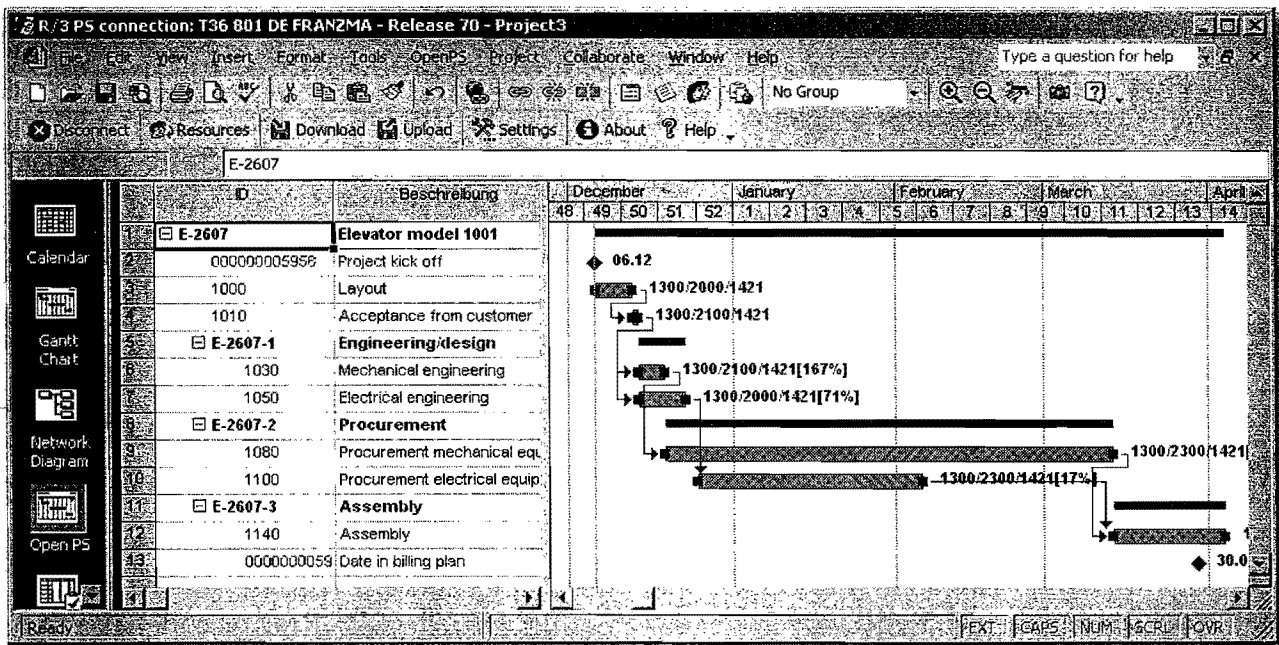 R/3 PS connection: T36 801 DE FRANZMA - Release 70 - Project3
File Edit View Insert Format Tools OpenPS Project Collaborate Window Help Type a question for help
No Group
Disconnect Resources Download Upload Settings About Help
E-2607
ID Beschreibung December January February March April
48 49 50 51 52 1 2 3 4 5 6 7 8 9 10 11 12 13 14
1 E-2607 Elevator model 1001
Calendar 2 000000005958 Project kick off 06.12
3 1000 Layout 1300/2000/1421
4 1010 Acceptance from customer 1300/2100/1421
Gantt Chart 5 E-2607-1 Engineering/design
6 1030 Mechanical engineering 1300/2100/1421[167%]
7 1050 Electrical engineering 1300/2000/1421[71%]
Network Diagram 8 E-2607-2 Procurement
9 1080 Procurement mechanical equ 1300/2300/1421[
10 1100 Procurement electrical equip 1300/2300/1421[17%]
11 E-2607-3 Assembly
Open PS 12 1140 Assembly 1
13 0000000059 Date in billing plan 30.0
Ready EXT CAPS NUM SCRL OVR